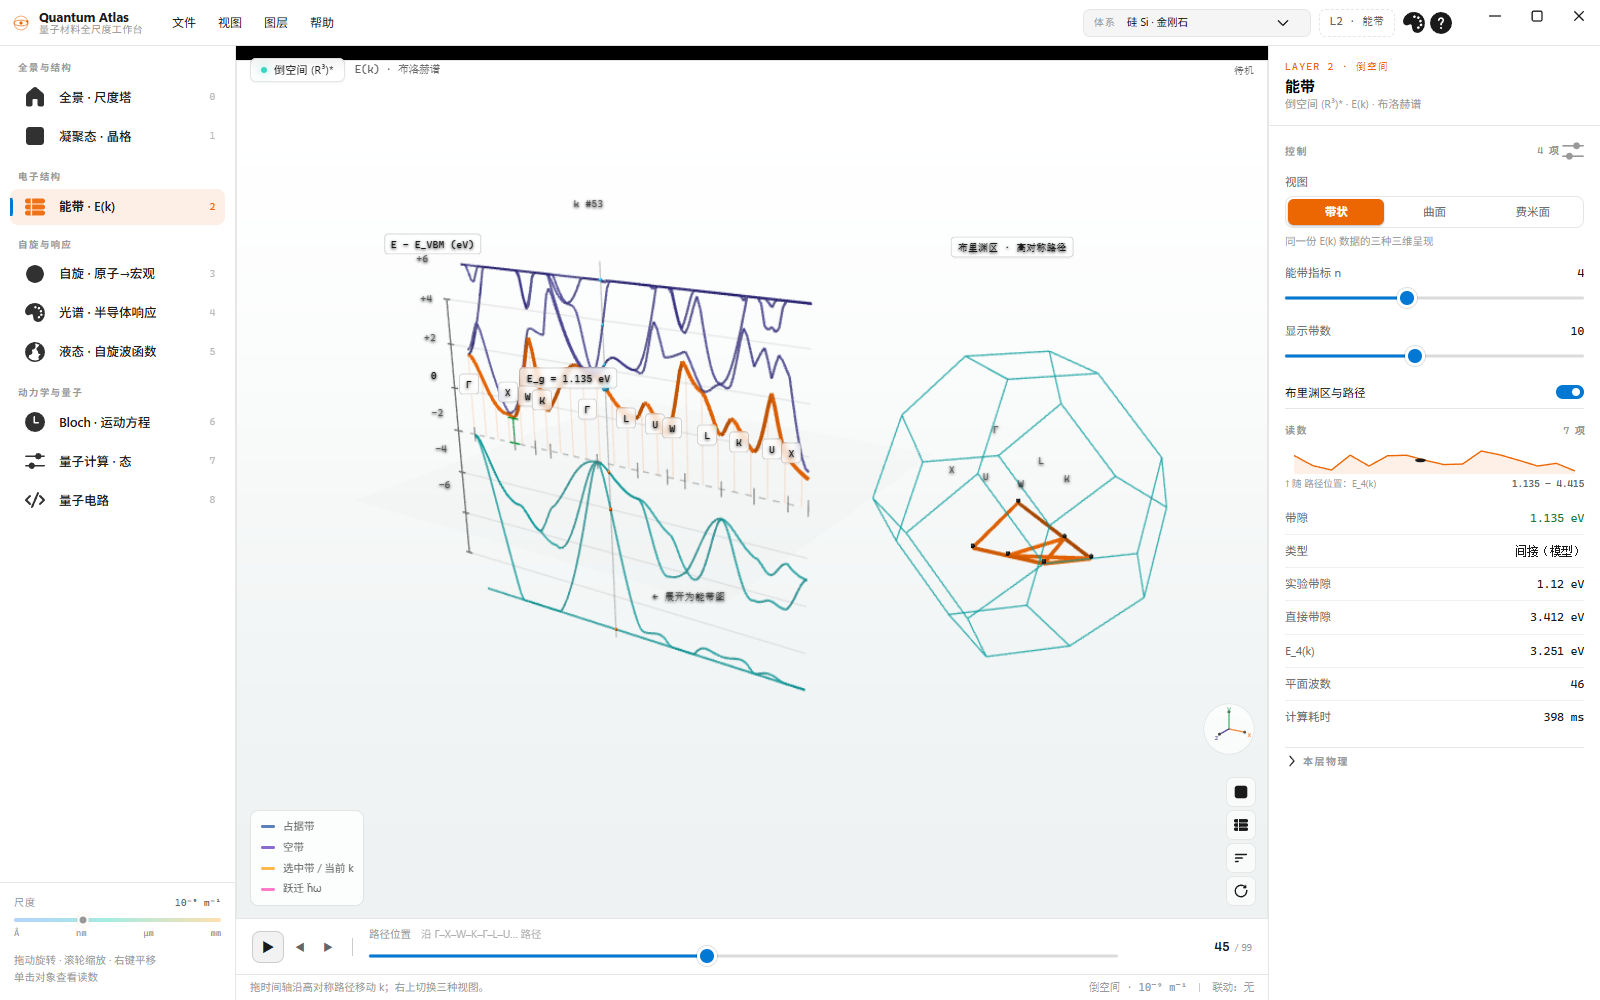 Quantum Atlas
量子材料全尺度工作台
文件 视图 图层 帮助
体系 硅 Si · 金刚石
L2 · 能带
全景与结构
全景 · 尺度塔 0
凝聚态 · 晶格 1
电子结构
能带 · E(k) 2
自旋与响应
自旋 · 原子→宏观 3
光谱 · 半导体响应 4
液态 · 自旋波函数 5
动力学与量子
Bloch · 运动方程 6
量子计算 · 态 7
量子电路 8
尺度 10⁻⁹ m⁻¹
Å nm μm mm
拖动旋转 · 滚轮缩放 · 右键平移
单击对象查看读数
倒空间 (R³)* E(k) · 布洛赫谱
待机
k #53
E − E_VBM (eV)
+6
+4
+2
0
−2
−4
−6
E_g = 1.135 eV
Γ X W K Γ L U W L K U X
← 展开为能带图
布里渊区 · 高对称路径
Γ
X U W L K
Y
X
Z
占据带
空带
选中带 / 当前 k
跃迁 ħω
路径位置 沿 Γ–X–W–K–Γ–L–U… 路径
45 / 99
拖时间轴沿高对称路径移动 k；右上切换三种视图。
倒空间 · 10⁻⁹ m⁻¹ | 联动: 无
LAYER 2 · 倒空间
能带
倒空间 (R³)* · E(k) · 布洛赫谱
控制 4 项
视图
带状 曲面 费米面
同一份 E(k) 数据的三种三维呈现
能带指标 n 4
显示带数 10
布里渊区与路径
读数 7 项
↑随 路径位置: E_4(k) 1.135 − 4.415
带隙 1.135 eV
类型 间接 (模型)
实验带隙 1.12 eV
直接带隙 3.412 eV
E_4(k) 3.251 eV
平面波数 46
计算耗时 398 ms
本层物理